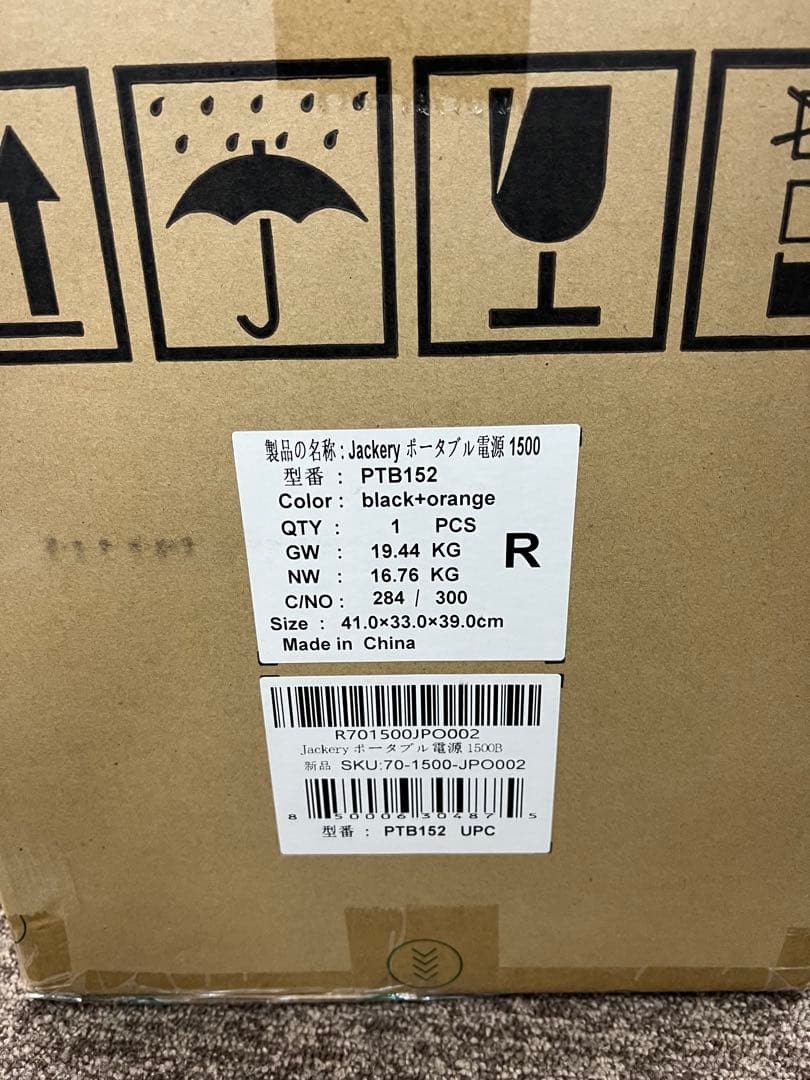 製品の名称 : Jackery ポータブル電源 1500
型番 : PTB152
Color : black+orange
QTY : 1 PCS
GW : 19.44 KG
R
NW : 16.76 KG
C/NO : 284 / 300
Size : 41.0×33.0×39.0cm
Made in China
R701500JPO002
Jackery ポータブル電源 1500B
新品 SKU:70-1500-JPO002
8 50006 30487 5
型番 : PTB152 UPC